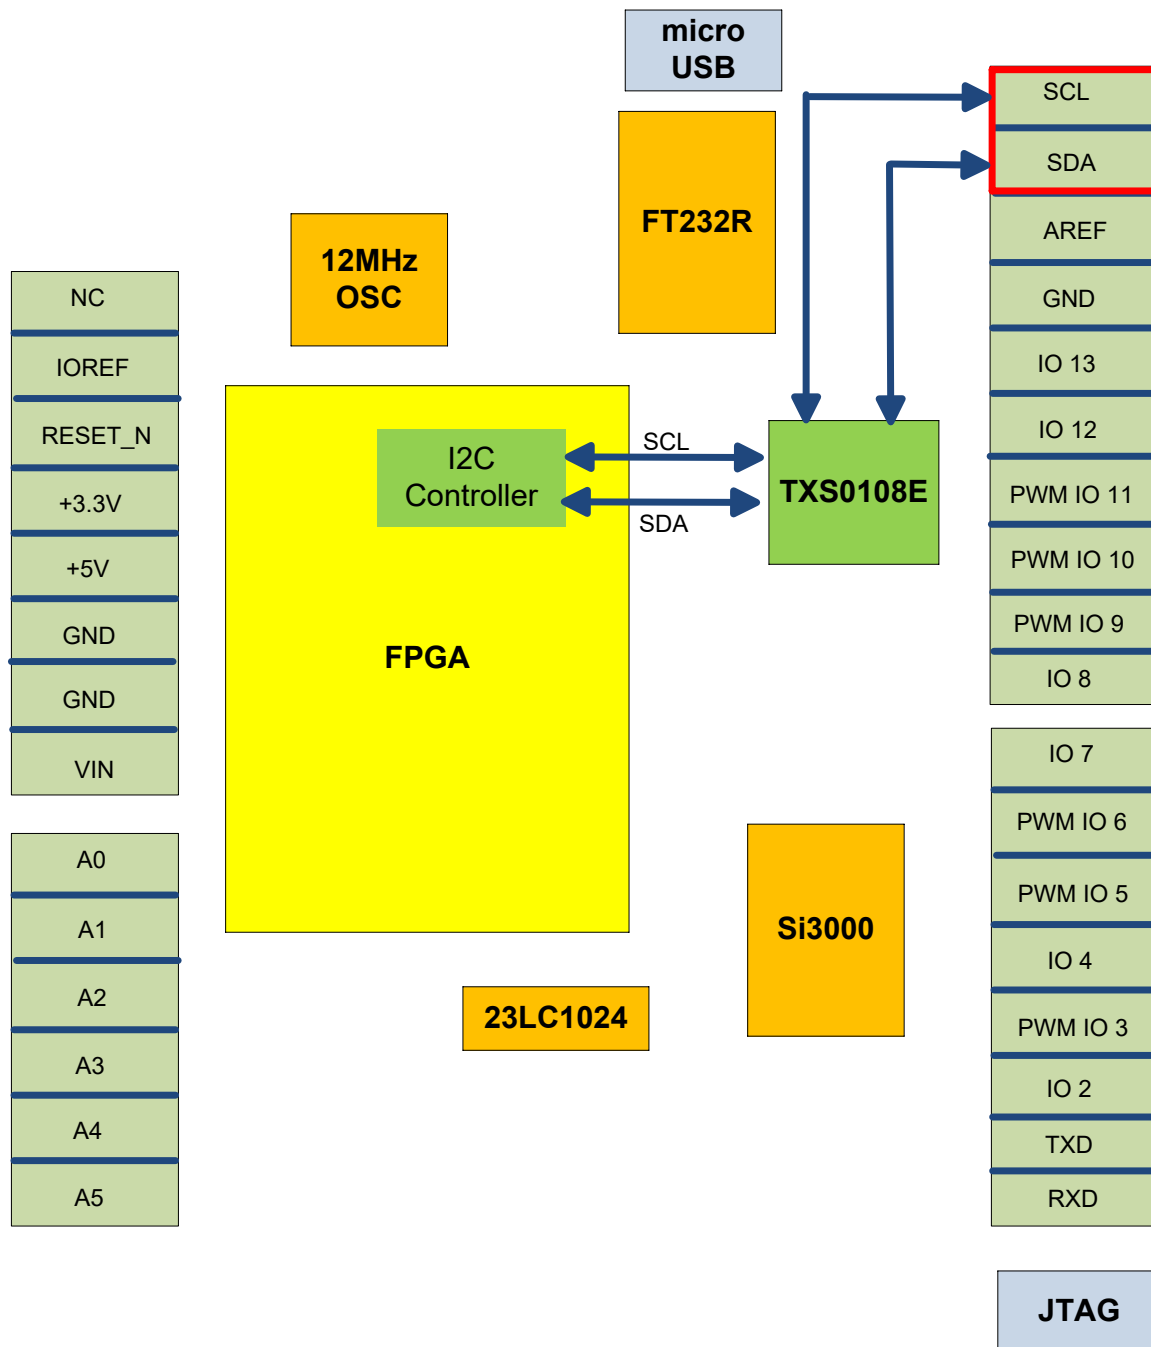 micro
USB
SCL
SDA
AREF
GND
IO 13
IO 12
PWM IO 11
PWM IO 10
PWM IO 9
IO 8
FT232R
12MHz
OSC
NC
IOREF
RESET_N
+3.3V
+5V
GND
GND
VIN
I2C
Controller
SCL
SDA
TXS0108E
FPGA
IO 7
PWM IO 6
PWM IO 5
IO 4
PWM IO 3
IO 2
TXD
RXD
A0
A1
A2
A3
A4
A5
Si3000
23LC1024
JTAG